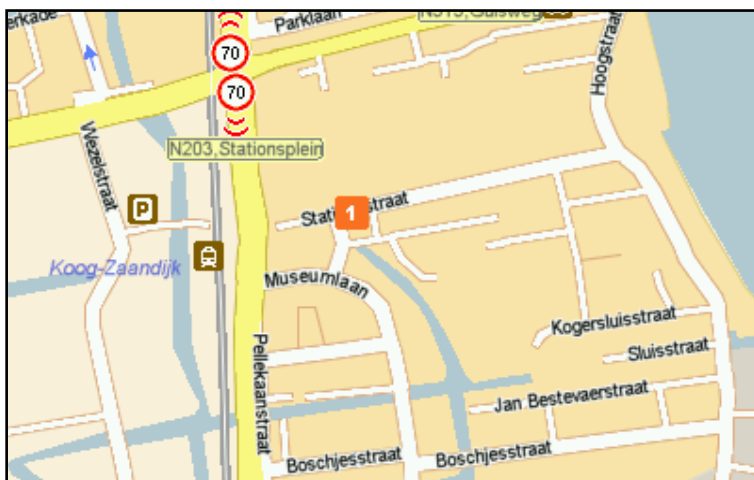 Parklaan
70
70
N203,Stationsplein
Hoogstraat
Wezelstraat
P
1
Koog-Zaandijk
Museumlaan
Pellekaanstraat
Kogersluisstraat
Sluisstraat
Jan Bestevaerstraat
Boschjesstraat
Boschjesstraat